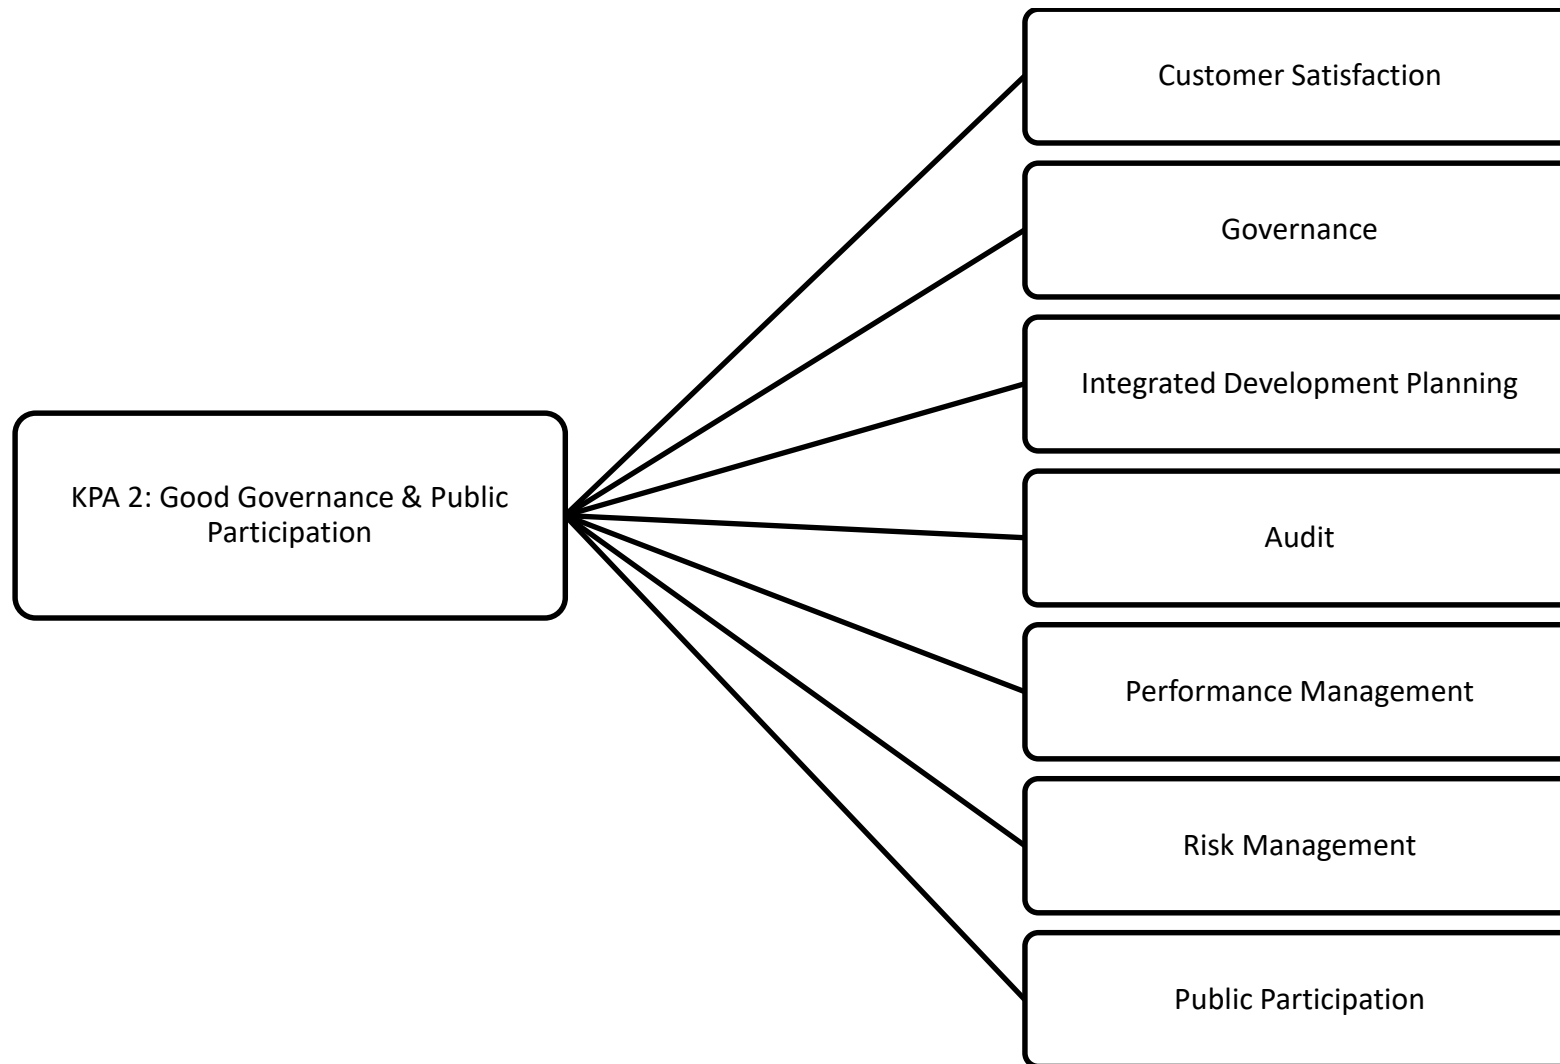 Customer Satisfaction
Governance
Integrated Development Planning
KPA 2: Good Governance & Public
Participation
Audit
Performance Management
Risk Management
Public Participation